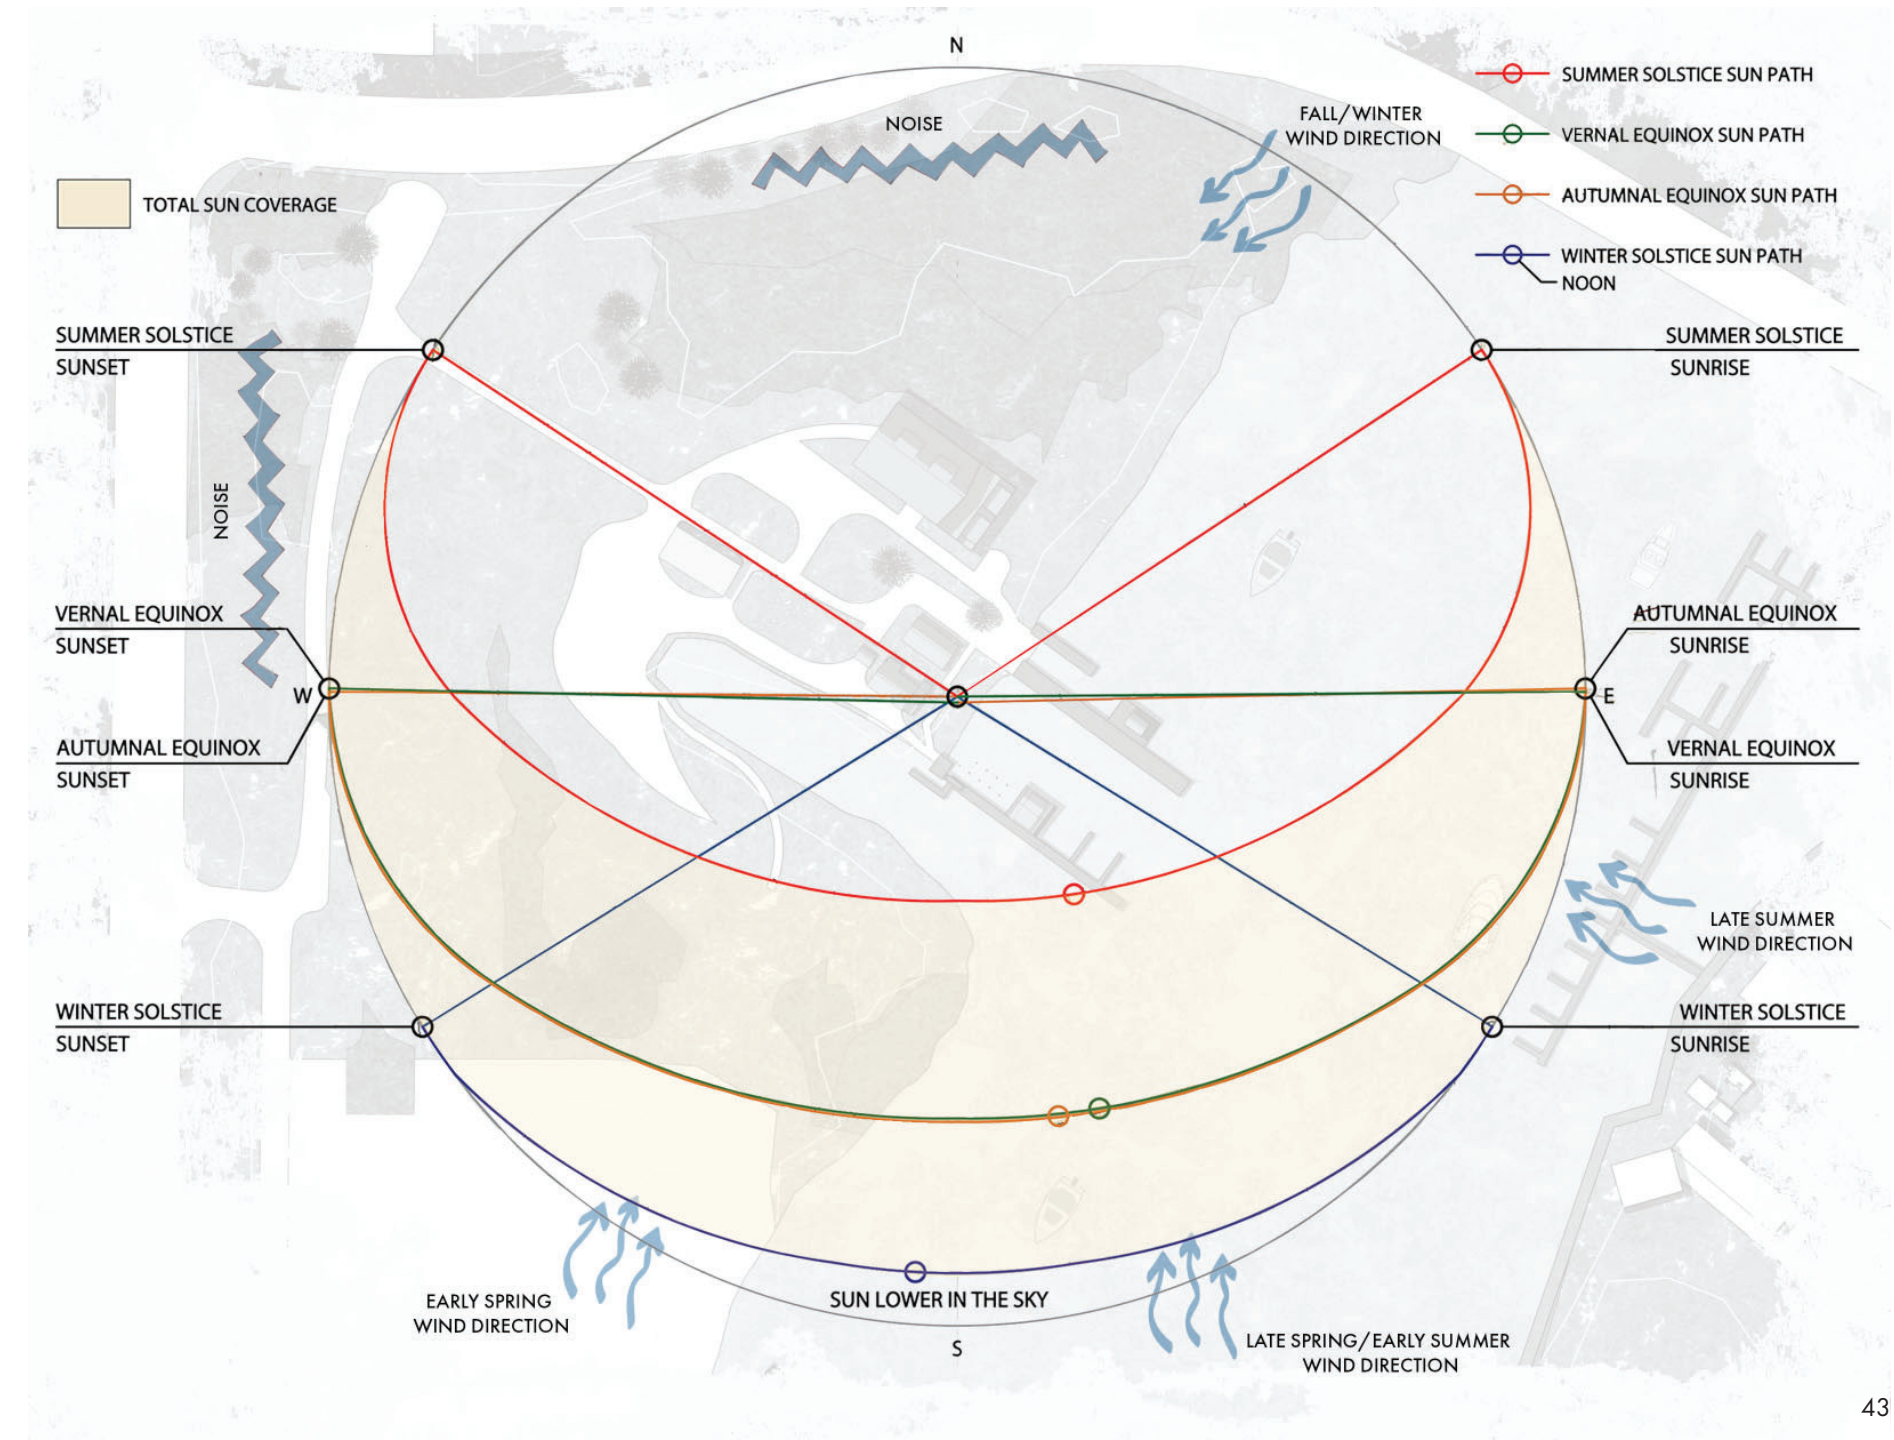 N
SUMMER SOLSTICE SUN PATH
FALL/WINTER
WIND DIRECTION
NOISE
VERNAL EQUINOX SUN PATH
AUTUMNAL EQUINOX SUN PATH
TOTAL SUN COVERAGE
WINTER SOLSTICE SUN PATH
NOON
SUMMER SOLSTICE
SUNSET
SUMMER SOLSTICE
SUNRISE
NOISE
VERNAL EQUINOX
SUNSET
AUTUMNAL EQUINOX
SUNRISE
W
E
AUTUMNAL EQUINOX
SUNSET
VERNAL EQUINOX
SUNRISE
LATE SUMMER
WIND DIRECTION
WINTER SOLSTICE
SUNSET
WINTER SOLSTICE
SUNRISE
EARLY SPRING
WIND DIRECTION
SUN LOWER IN THE SKY
S
LATE SPRING/EARLY SUMMER
WIND DIRECTION
43